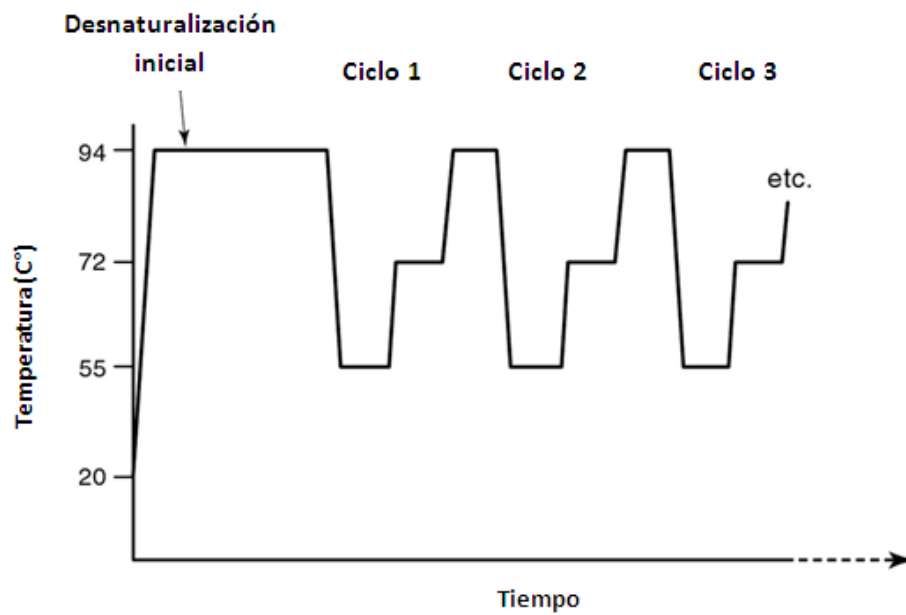 Desnaturalización
inicial
Ciclo 1
Ciclo 2
Ciclo 3
94
etc.
72
Temperatura (C°)
55
20
Tiempo